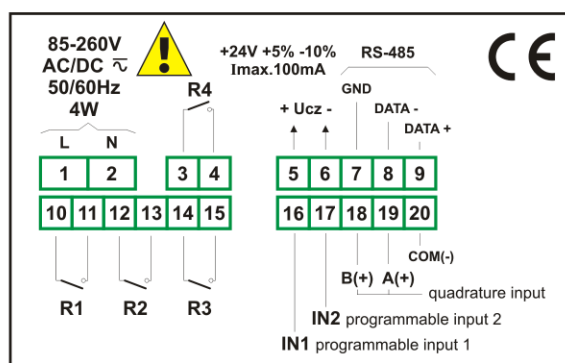 85-260V
AC/DC
50/60Hz
4W
!
+24V +5% -10%
Imax.100mA
RS-485
CE
R4
GND
+ Ucz -
DATA -
DATA +
L N
1 2 3 4 5 6 7 8 9
10 11 12 13 14 15 16 17 18 19 20
COM(-)
R1 R2 R3
B(+) A(+)
quadrature input
IN2 programmable input 2
IN1 programmable input 1